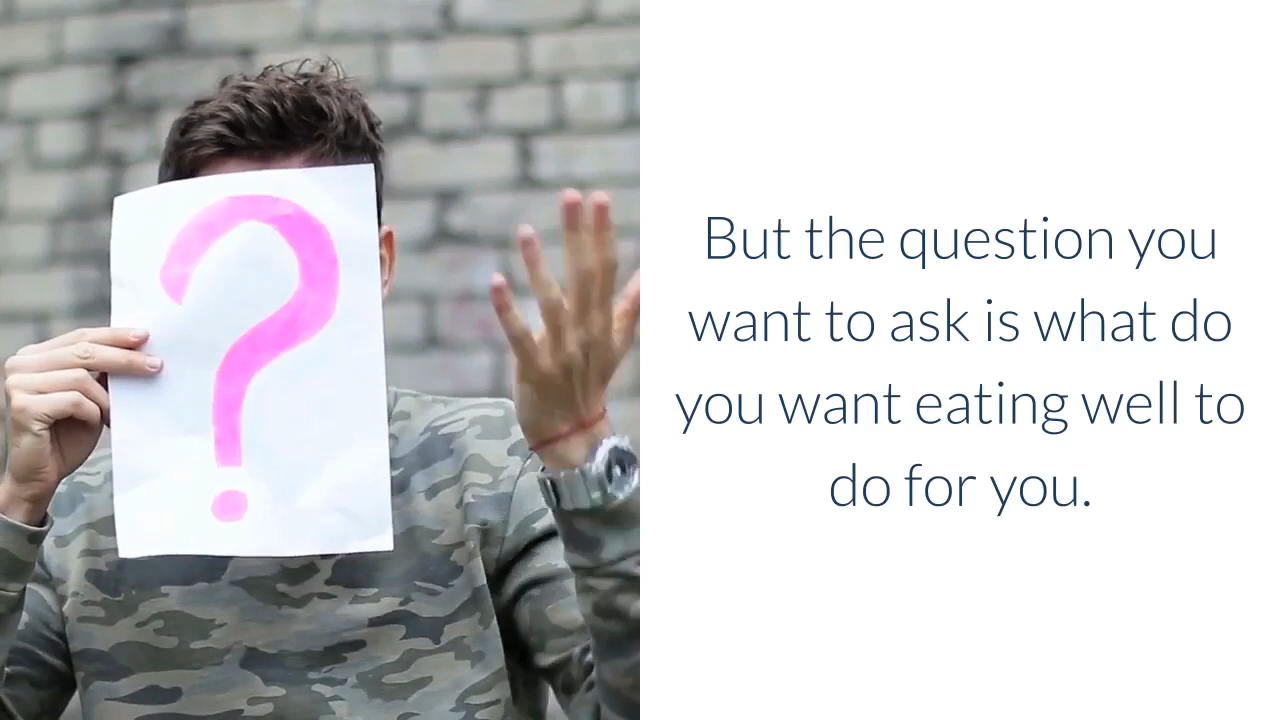 ?
But the question you
want to ask is what do
you want eating well to
do for you.